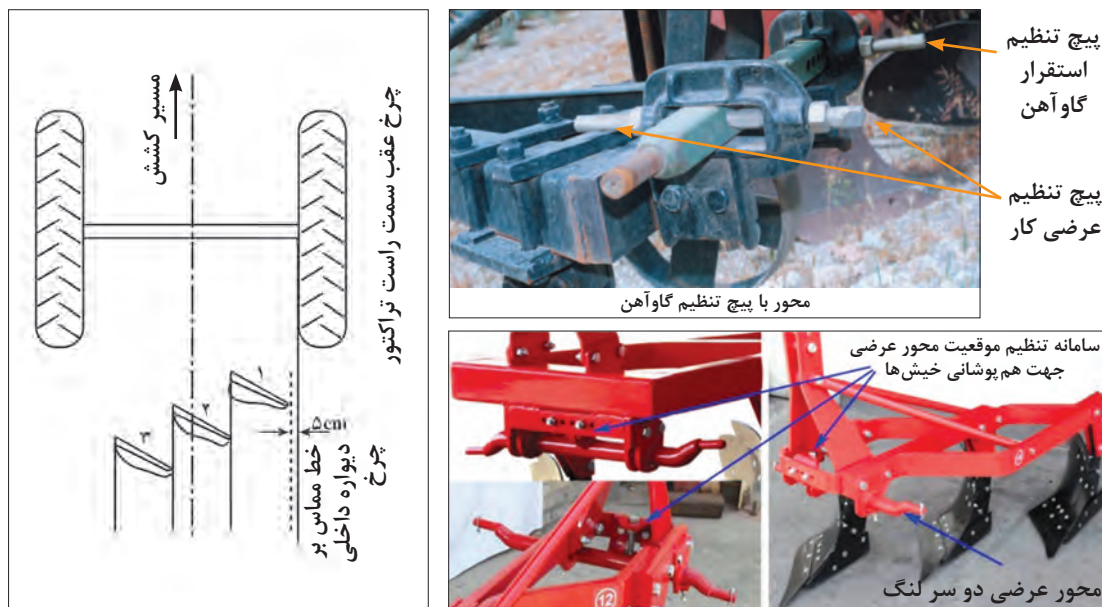 پیچ تنظیم
استقرار
گاوآهن
پیچ تنظیم
عرضی کار
محور با پیچ تنظیم گاوآهن
سامانه تنظیم موقعیت محور عرضی
جهت هم‌پوشانی خیش‌ها
محور عرضی دو سر لنگ
12
12
مسیر کشش
چرخ عقب سمت راست تراکتور
۱
۲
۳
۵cm
خط مماس بر
دیواره داخلی
چرخ